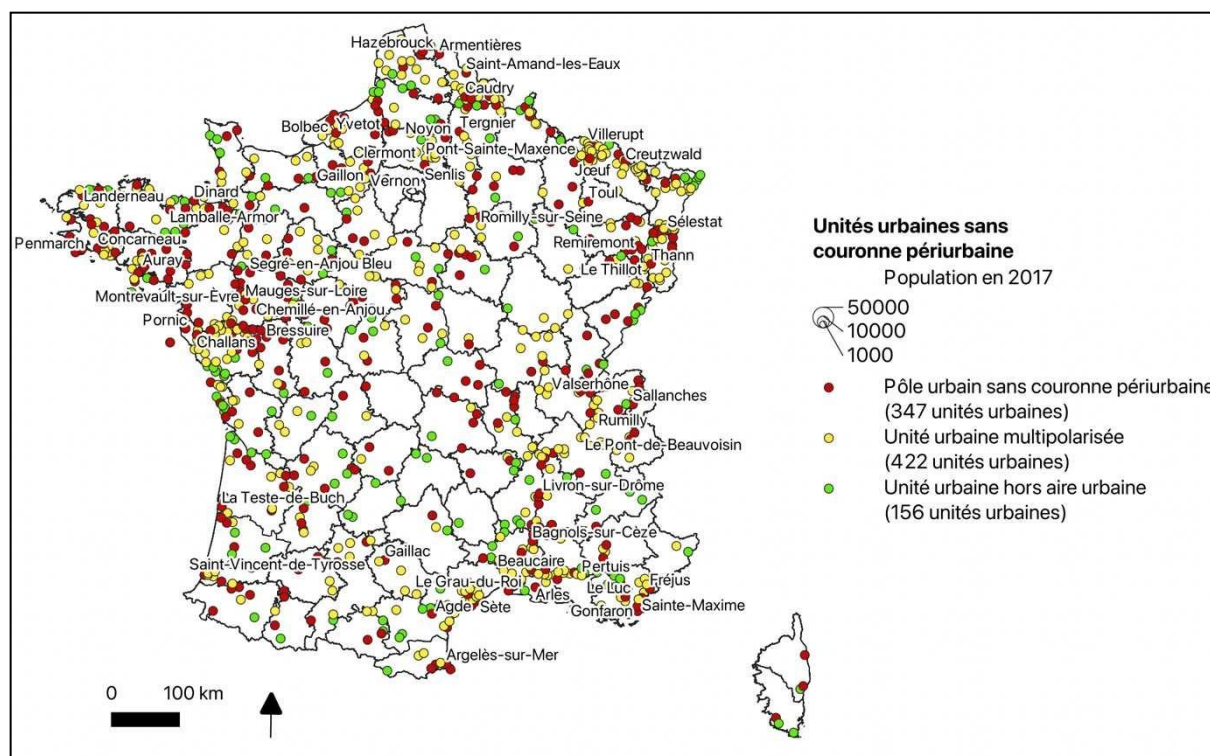 Hazebrouck
Armentières
Saint-Amand-les-Eaux
Caudry
Bolbec
Yvetot
Noyon
Tergnier
Villerupt
Clermont
Pont-Sainte-Maxence
Creutzwald
Gaillon
Vernon
Senlis
Jœuf
Toul
Landerneau
Dinard
Lamballe-Armor
Romilly-sur-Seine
Sélestat
Penmarch
Concarneau
Remiremont
Auray
Segré-en-Anjou Bleu
Le Thillot
Thann
Montrevault-sur-Èvre
Mauges-sur-Loire
Chemillé-en-Anjou
Pornic
Bressuire
Challans
Valserhône
Sallanches
Rumilly
Le Pont-de-Beauvoisin
La Teste-de-Buch
Livron-sur-Drôme
Bagnols-sur-Cèze
Gaillac
Saint-Vincent-de-Tyrosse
Beaucaire
Pertuis
Le Grau-du-Roi
Le Luc
Fréjus
Agde
Sète
Arles
Gonfaron
Sainte-Maxime
Argelès-sur-Mer
0 100 km
Unités urbaines sans
couronne périurbaine
Population en 2017
50000
10000
1000
Pôle urbain sans couronne périurbaine
(347 unités urbaines)
Unité urbaine multipolarisée
(422 unités urbaines)
Unité urbaine hors aire urbaine
(156 unités urbaines)